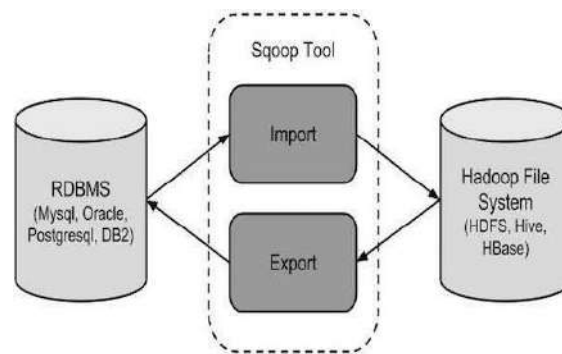 Sqoop Tool
Import
Export
RDBMS
(Mysql, Oracle,
Postgresql, DB2)
Hadoop File
System
(HDFS, Hive,
HBase)